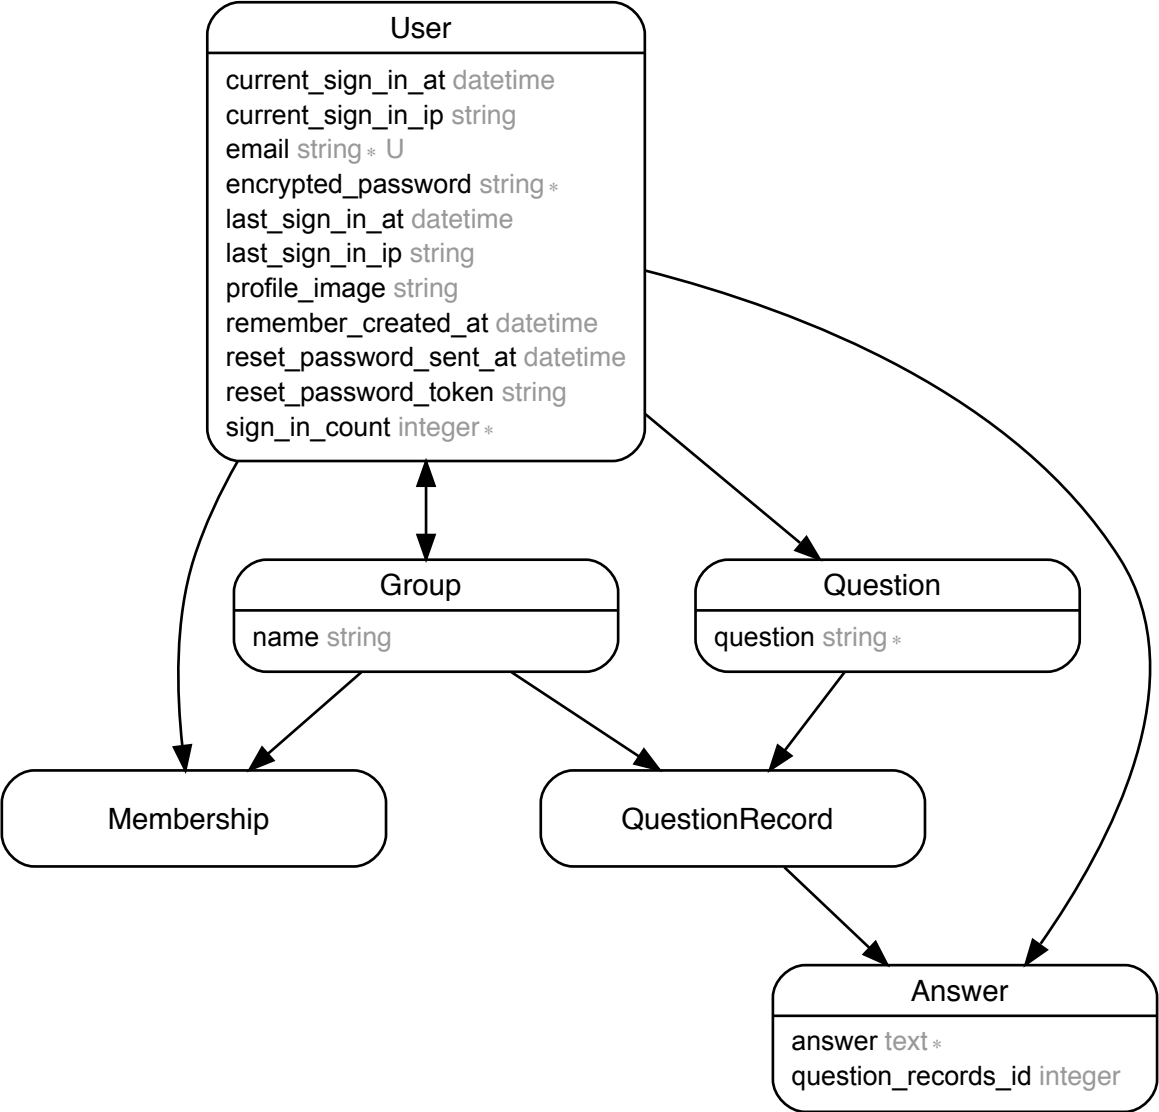 User
current_sign_in_at datetime
current_sign_in_ip string
email string * U
encrypted_password string *
last_sign_in_at datetime
last_sign_in_ip string
profile_image string
remember_created_at datetime
reset_password_sent_at datetime
reset_password_token string
sign_in_count integer *
Group
name string
Question
question string *
Membership
QuestionRecord
Answer
answer text *
question_records_id integer